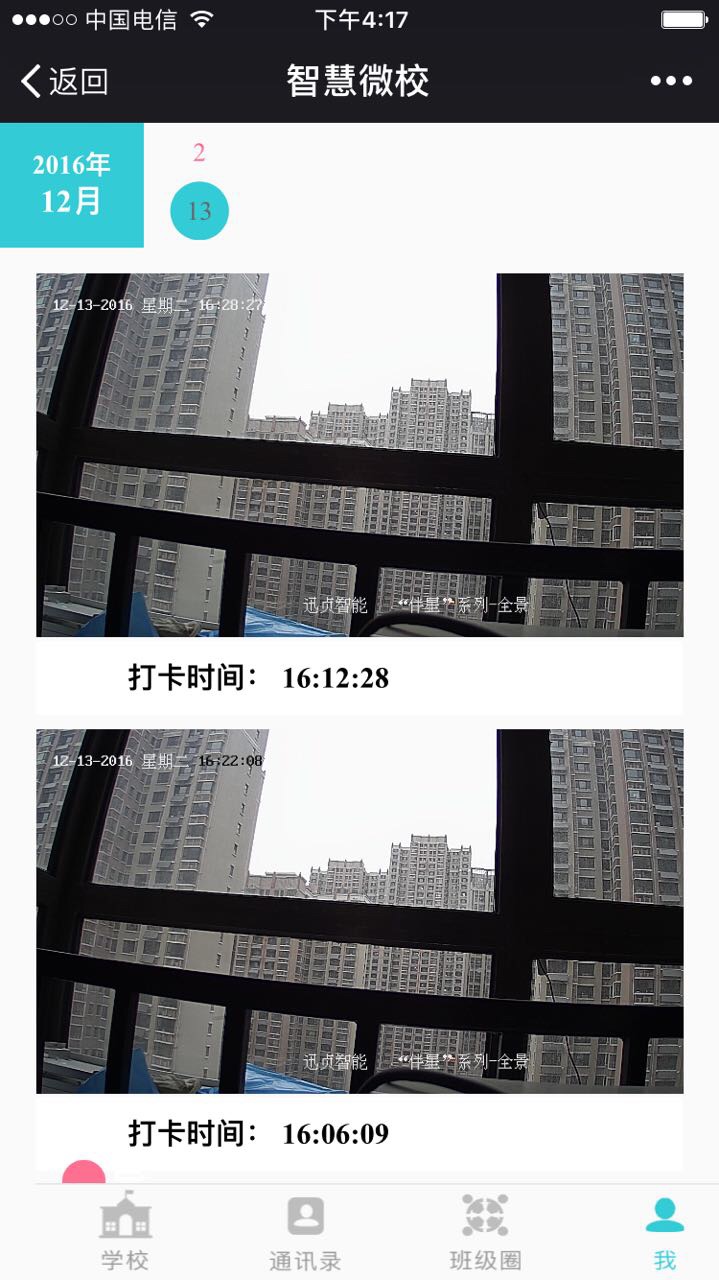 中国电信 下午4:17
返回 智慧微校
2016年
12月
2
13
12-13-2016 星期二 16:28:27
迅贞智能 “伴星”系列-全景
打卡时间： 16:12:28
12-13-2016 星期二 16:22:08
迅贞智能 “伴星”系列-全景
打卡时间： 16:06:09
学校 通讯录 班级圈 我